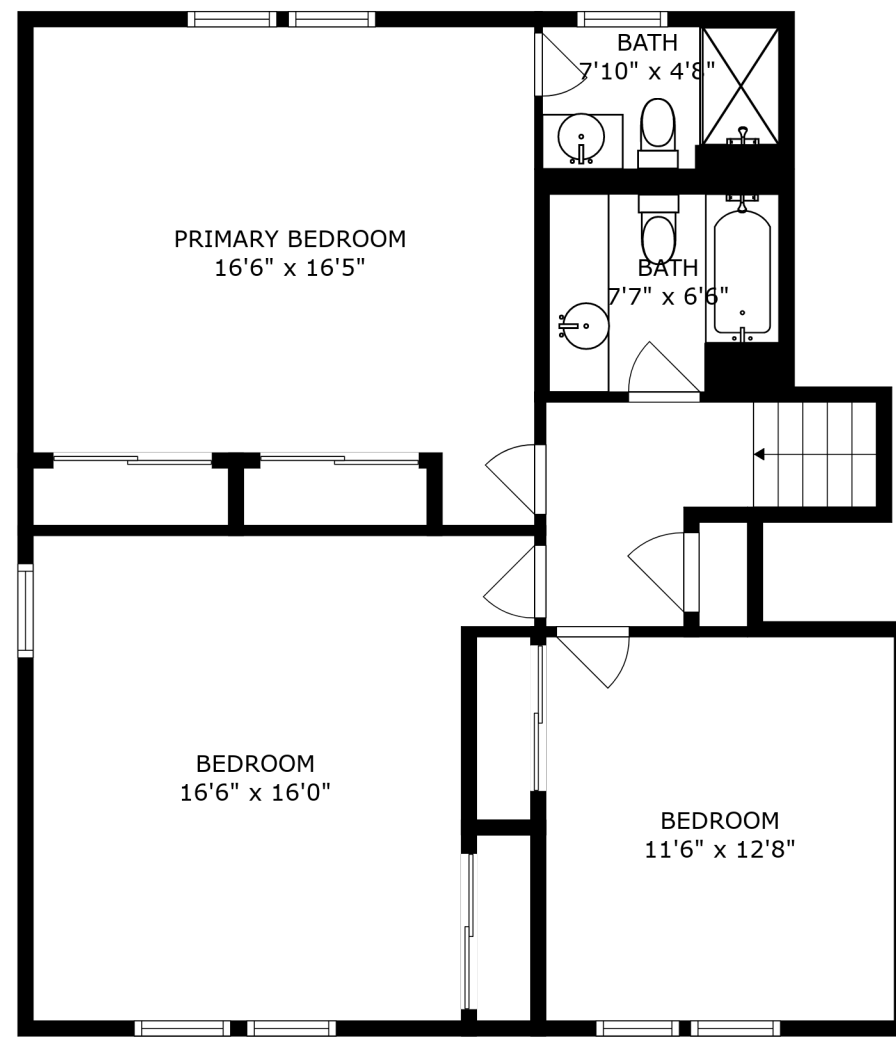 BATH
7'10" x 4'8"
PRIMARY BEDROOM
16'6" x 16'5"
BATH
7'7" x 6'6"
BEDROOM
16'6" x 16'0"
BEDROOM
11'6" x 12'8"